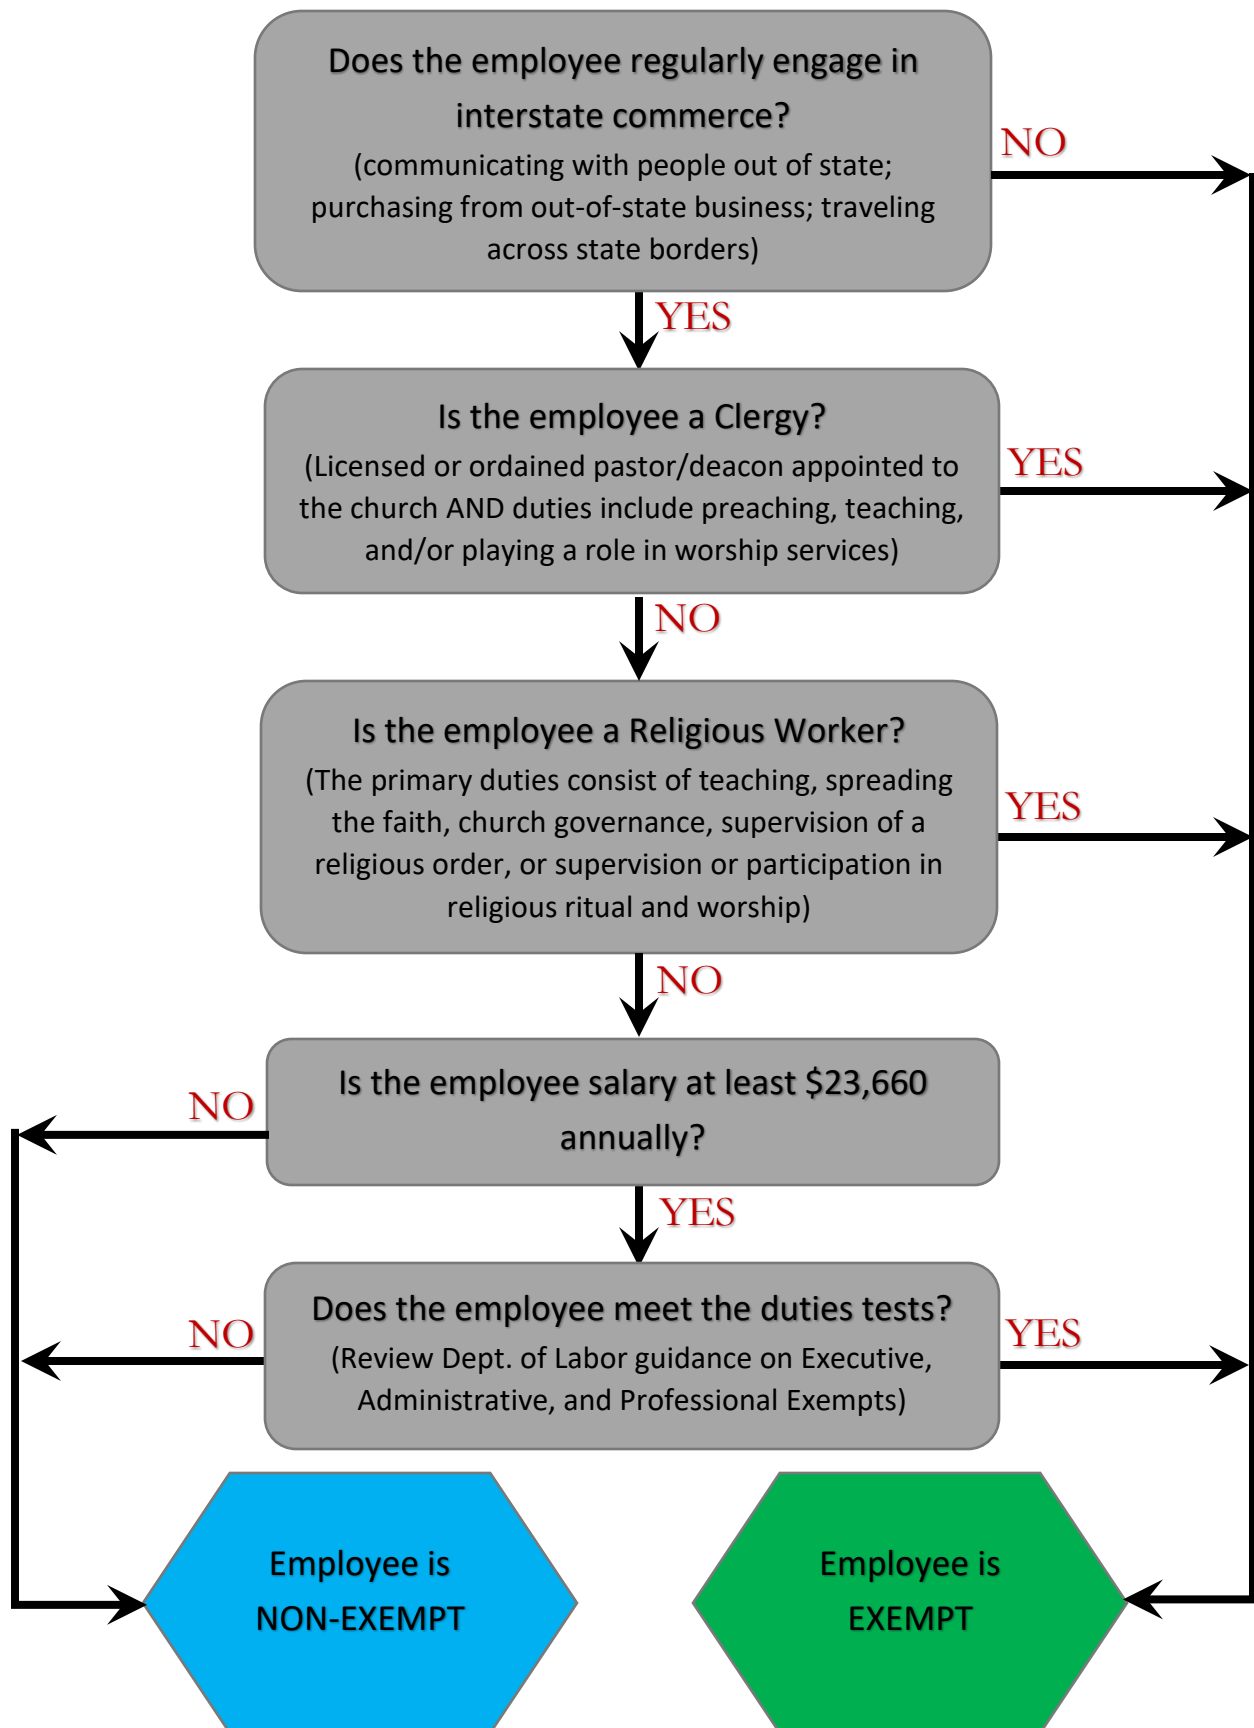 Does the employee regularly engage in
interstate commerce?
(communicating with people out of state;
purchasing from out-of-state business; traveling
across state borders)
NO
YES
Is the employee a Clergy?
(Licensed or ordained pastor/deacon appointed to
the church AND duties include preaching, teaching,
and/or playing a role in worship services)
YES
NO
Is the employee a Religious Worker?
(The primary duties consist of teaching, spreading
the faith, church governance, supervision of a
religious order, or supervision or participation in
religious ritual and worship)
YES
NO
Is the employee salary at least $23,660
annually?
NO
YES
Does the employee meet the duties tests?
(Review Dept. of Labor guidance on Executive,
Administrative, and Professional Exempts)
NO
YES
Employee is
NON-EXEMPT
Employee is
EXEMPT